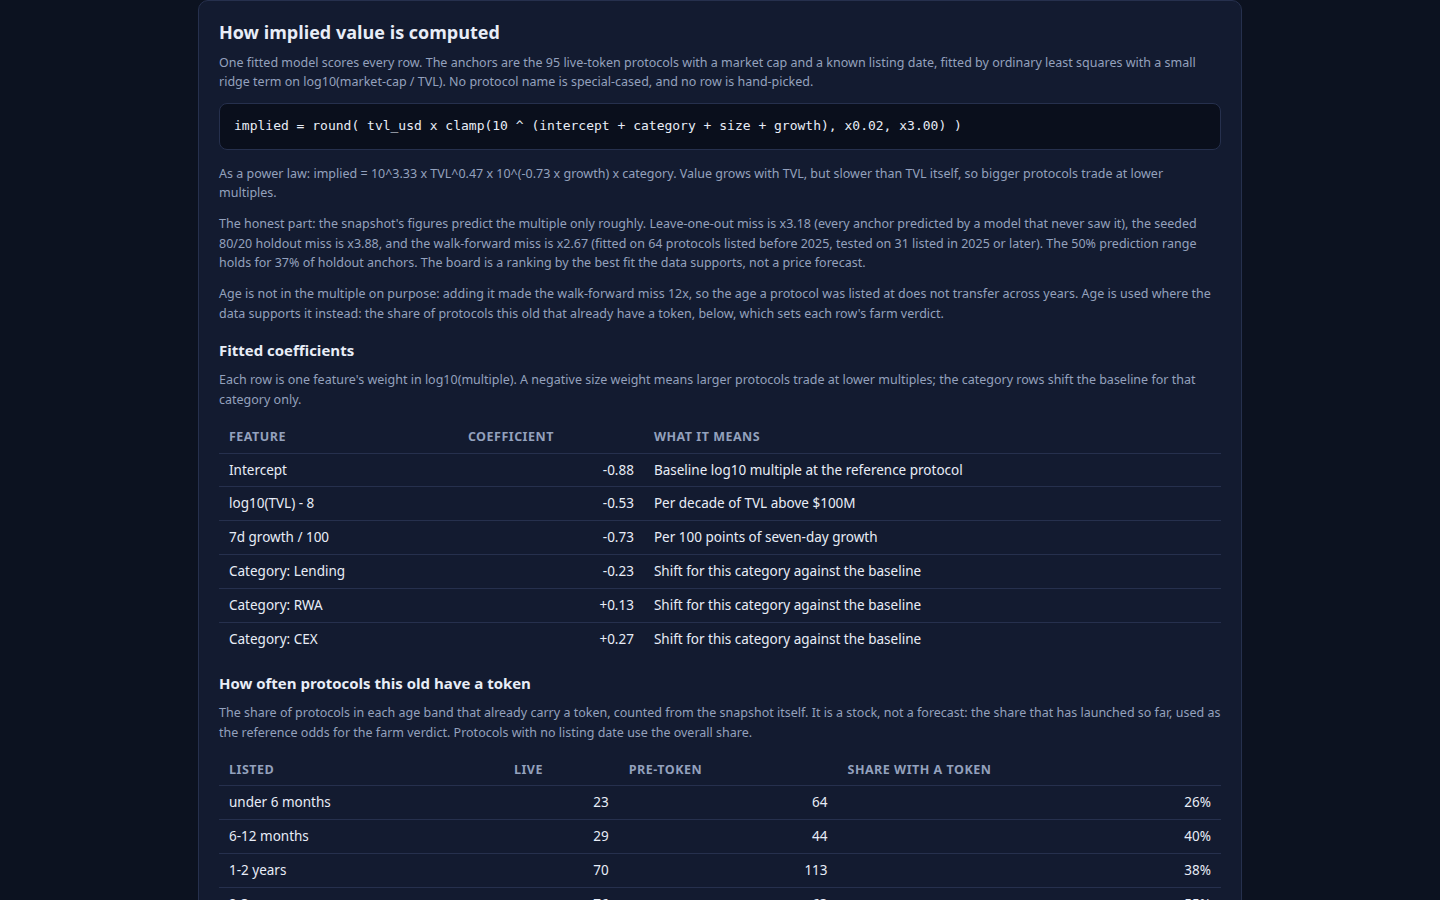 How implied value is computed
One fitted model scores every row. The anchors are the 95 live-token protocols with a market cap and a known listing date, fitted by ordinary least squares with a small
ridge term on log10(market-cap / TVL). No protocol name is special-cased, and no row is hand-picked.
implied = round( tvl_usd x clamp(10 ^ (intercept + category + size + growth), x0.02, x3.00) )
As a power law: implied = 10^3.33 x TVL^0.47 x 10^(-0.73 x growth) x category. Value grows with TVL, but slower than TVL itself, so bigger protocols trade at lower
multiples.
The honest part: the snapshot's figures predict the multiple only roughly. Leave-one-out miss is x3.18 (every anchor predicted by a model that never saw it), the seeded
80/20 holdout miss is x3.88, and the walk-forward miss is x2.67 (fitted on 64 protocols listed before 2025, tested on 31 listed in 2025 or later). The 50% prediction range
holds for 37% of holdout anchors. The board is a ranking by the best fit the data supports, not a price forecast.
Age is not in the multiple on purpose: adding it made the walk-forward miss 12x, so the age a protocol was listed at does not transfer across years. Age is used where the
data supports it instead: the share of protocols this old that already have a token, below, which sets each row's farm verdict.
Fitted coefficients
Each row is one feature's weight in log10(multiple). A negative size weight means larger protocols trade at lower multiples; the category rows shift the baseline for that
category only.
FEATURE COEFFICIENT WHAT IT MEANS
Intercept -0.88 Baseline log10 multiple at the reference protocol
log10(TVL) - 8 -0.53 Per decade of TVL above $100M
7d growth / 100 -0.73 Per 100 points of seven-day growth
Category: Lending -0.23 Shift for this category against the baseline
Category: RWA +0.13 Shift for this category against the baseline
Category: CEX +0.27 Shift for this category against the baseline
How often protocols this old have a token
The share of protocols in each age band that already carry a token, counted from the snapshot itself. It is a stock, not a forecast: the share that has launched so far, used as
the reference odds for the farm verdict. Protocols with no listing date use the overall share.
LISTED LIVE PRE-TOKEN SHARE WITH A TOKEN
under 6 months 23 64 26%
6-12 months 29 44 40%
1-2 years 70 113 38%